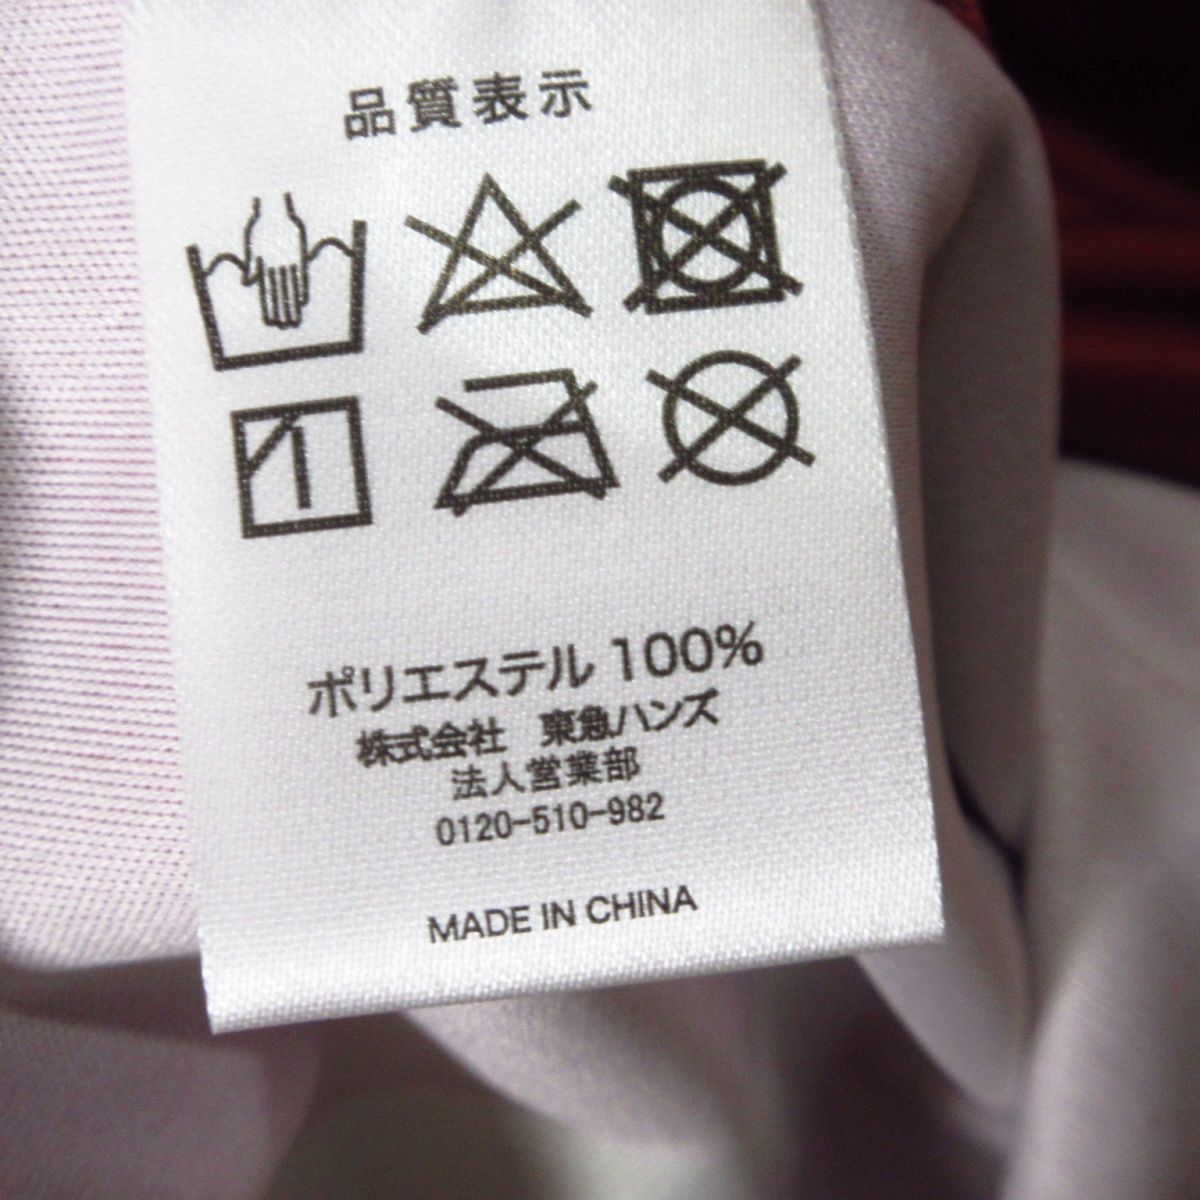 品質表示
ポリエステル 100%
株式会社 東急ハンズ
法人営業部
0120-510-982
MADE IN CHINA